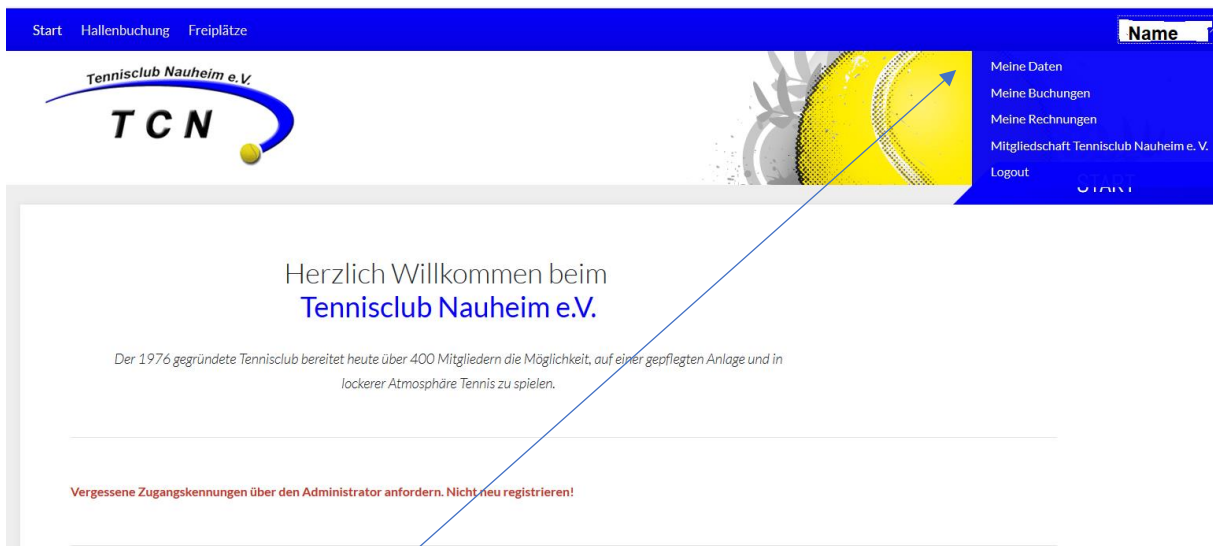 Start Hallenbuchung Freiplätze
Name
Tennisclub Nauheim e.V.
TCN
Meine Daten
Meine Buchungen
Meine Rechnungen
Mitgliedschaft Tennisclub Nauheim e. V.
Logout
START
Herzlich Willkommen beim
Tennisclub Nauheim e.V.
Der 1976 gegründete Tennisclub bereitet heute über 400 Mitgliedern die Möglichkeit, auf einer gepflegten Anlage und in
lockerer Atmosphäre Tennis zu spielen.
Vergessene Zugangskennungen über den Administrator anfordern. Nicht neu registrieren!